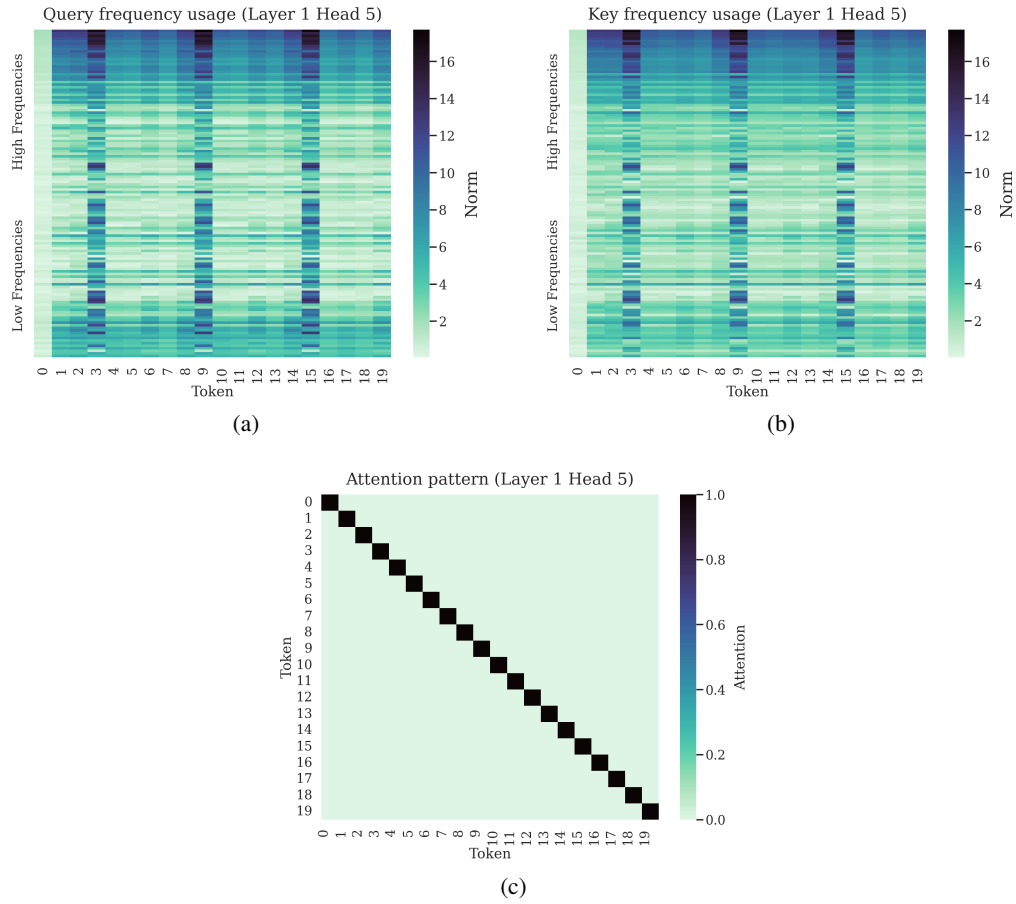 Query frequency usage (Layer 1 Head 5)
High Frequencies
Low Frequencies
0 1 2 3 4 5 6 7 8 9 10 11 12 13 14 15 16 17 18 19
Token
16
14
12
10
8
6
4
2
Norm
(a)
Key frequency usage (Layer 1 Head 5)
High Frequencies
Low Frequencies
0 1 2 3 4 5 6 7 8 9 10 11 12 13 14 15 16 17 18 19
Token
16
14
12
10
8
6
4
2
Norm
(b)
Attention pattern (Layer 1 Head 5)
Token
0
1
2
3
4
5
6
7
8
9
10
11
12
13
14
15
16
17
18
19
0 1 2 3 4 5 6 7 8 9 10 11 12 13 14 15 16 17 18 19
Token
1.0
0.8
0.6
0.4
0.2
0.0
Attention
(c)